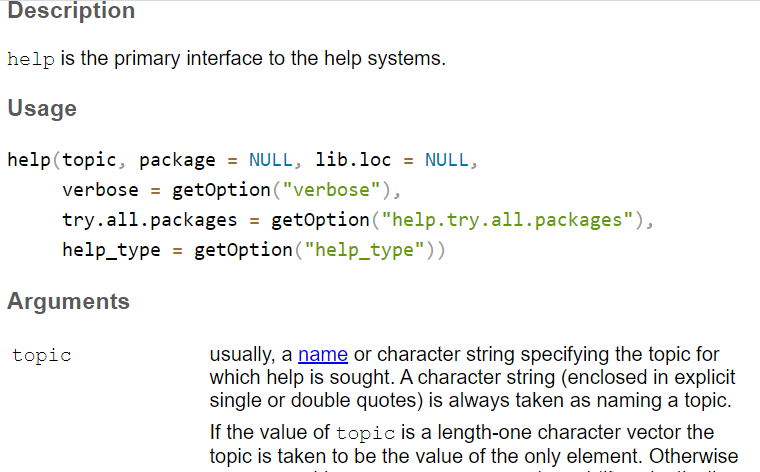 Description
help is the primary interface to the help systems.
Usage
help(topic, package = NULL, lib.loc = NULL,
     verbose = getOption("verbose"),
     try.all.packages = getOption("help.try.all.packages"),
     help_type = getOption("help_type"))
Arguments
topic usually, a name or character string specifying the topic for
which help is sought. A character string (enclosed in explicit
single or double quotes) is always taken as naming a topic.
If the value of topic is a length-one character vector the
topic is taken to be the value of the only element. Otherwise